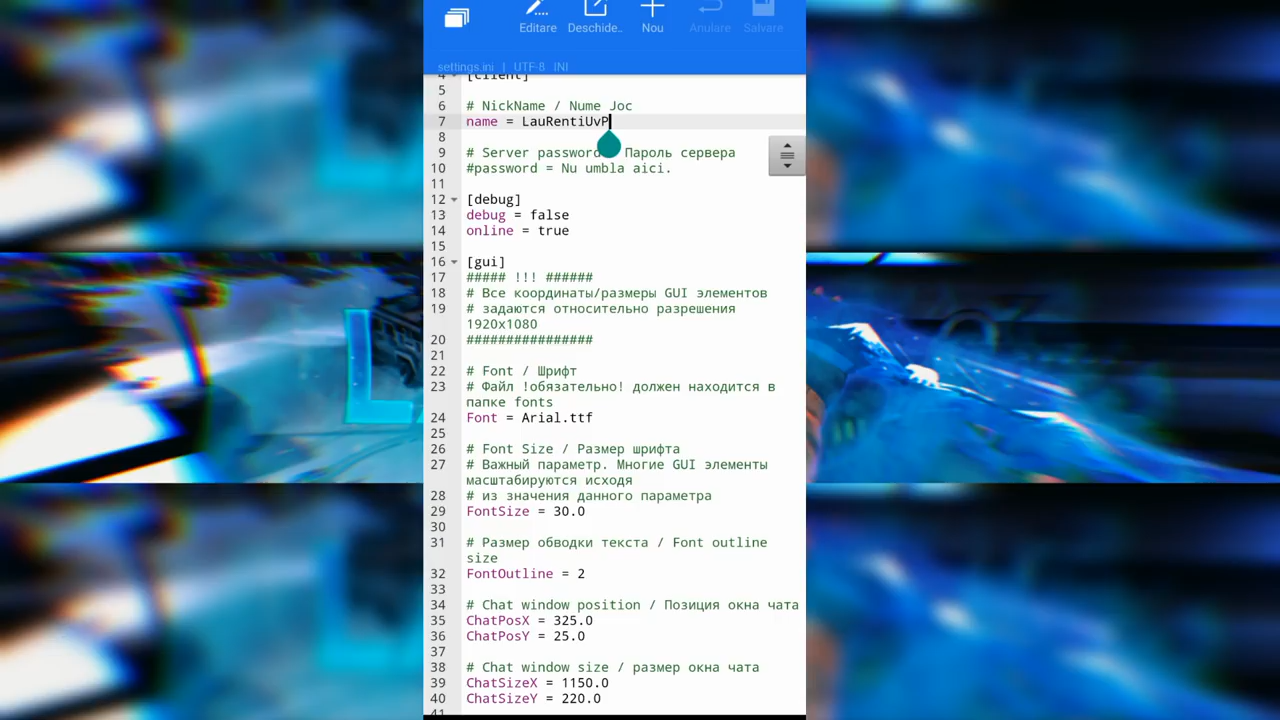 Editare Deschide.. Nou Anulare Salvare
settings.ini | UTF-8 INI
4 [client]
5
6 # NickName / Nume Joc
7 name = LauRentiUvP
8
9 # Server password Пароль сервера
10 #password = Nu umbla aici.
11
12 [debug]
13 debug = false
14 online = true
15
16 [gui]
17 ##### !!! ######
18 # Все координаты/размеры GUI элементов
19 # задаются относительно разрешения
1920x1080
20 ################
21
22 # Font / Шрифт
23 # Файл !обязательно! должен находится в
папке fonts
24 Font = Arial.ttf
25
26 # Font Size / Размер шрифта
27 # Важный параметр. Многие GUI элементы
масштабируются исходя
28 # из значения данного параметра
29 FontSize = 30.0
30
31 # Размер обводки текста / Font outline
size
32 FontOutline = 2
33
34 # Chat window position / Позиция окна чата
35 ChatPosX = 325.0
36 ChatPosY = 25.0
37
38 # Chat window size / размер окна чата
39 ChatSizeX = 1150.0
40 ChatSizeY = 220.0
41